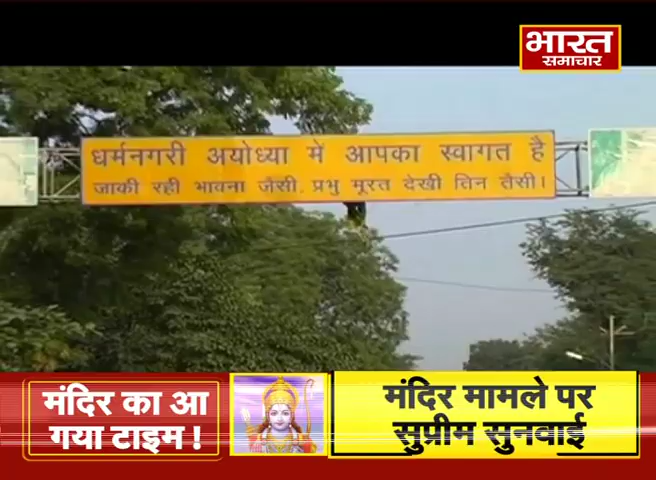 भारत
समाचार
धर्मनगरी अयोध्या में आपका स्वागत है
जाकी रही भावना जैसी, प्रभु मूरत देखी तिन तैसी।
मंदिर का आ
गया टाइम !
मंदिर मामले पर
सुप्रीम सुनवाई